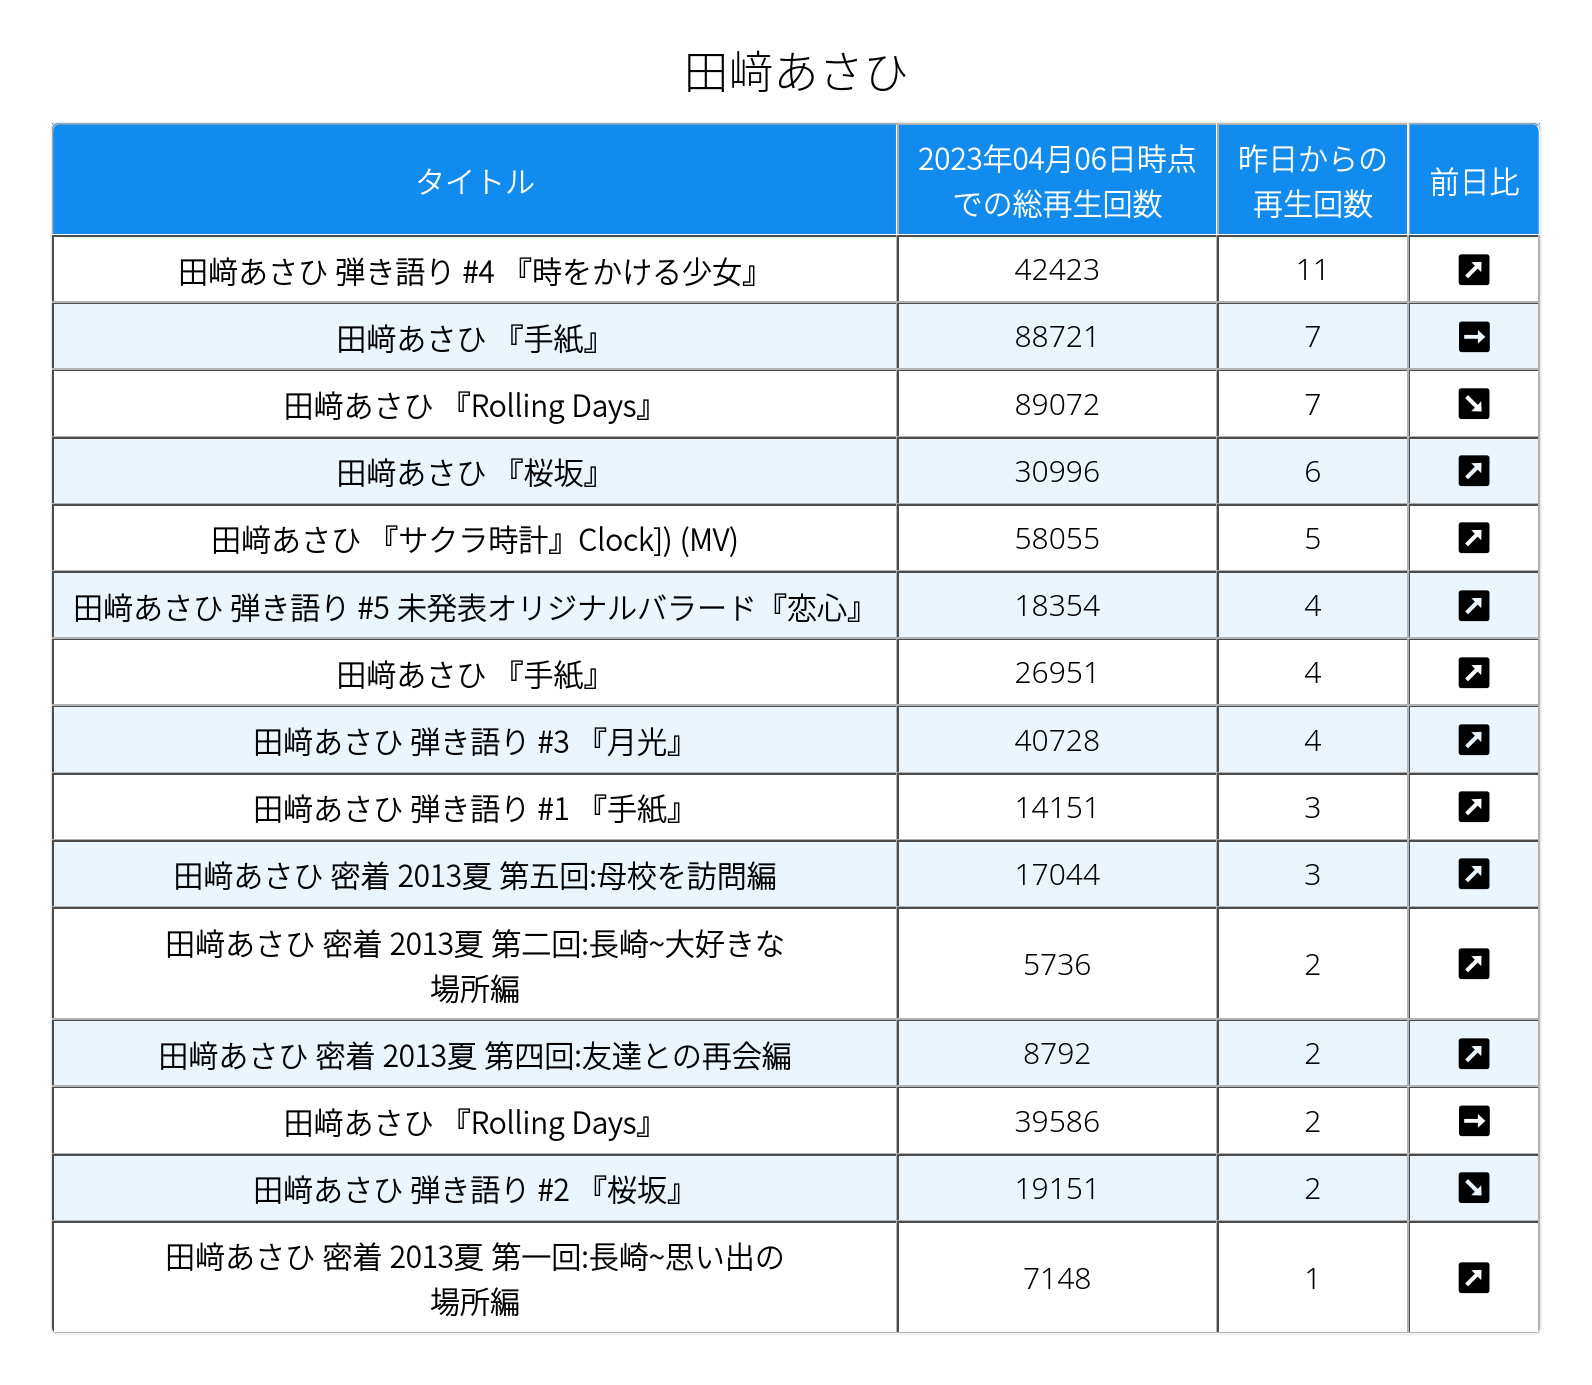 田﨑あさひ
タイトル
2023年04月06日時点
での総再生回数
昨日からの
再生回数
前日比
田﨑あさひ 弾き語り #4 『時をかける少女』 42423 11 ↗
田﨑あさひ 『手紙』 88721 7 →
田﨑あさひ 『Rolling Days』 89072 7 ↘
田﨑あさひ 『桜坂』 30996 6 ↗
田﨑あさひ 『サクラ時計』Clock]) (MV) 58055 5 ↗
田﨑あさひ 弾き語り #5 未発表オリジナルバラード『恋心』 18354 4 ↗
田﨑あさひ 『手紙』 26951 4 ↗
田﨑あさひ 弾き語り #3 『月光』 40728 4 ↗
田﨑あさひ 弾き語り #1 『手紙』 14151 3 ↗
田﨑あさひ 密着 2013夏 第五回:母校を訪問編 17044 3 ↗
田﨑あさひ 密着 2013夏 第二回:長崎~大好きな
場所編 5736 2 ↗
田﨑あさひ 密着 2013夏 第四回:友達との再会編 8792 2 ↗
田﨑あさひ 『Rolling Days』 39586 2 →
田﨑あさひ 弾き語り #2 『桜坂』 19151 2 ↘
田﨑あさひ 密着 2013夏 第一回:長崎~思い出の
場所編 7148 1 ↗